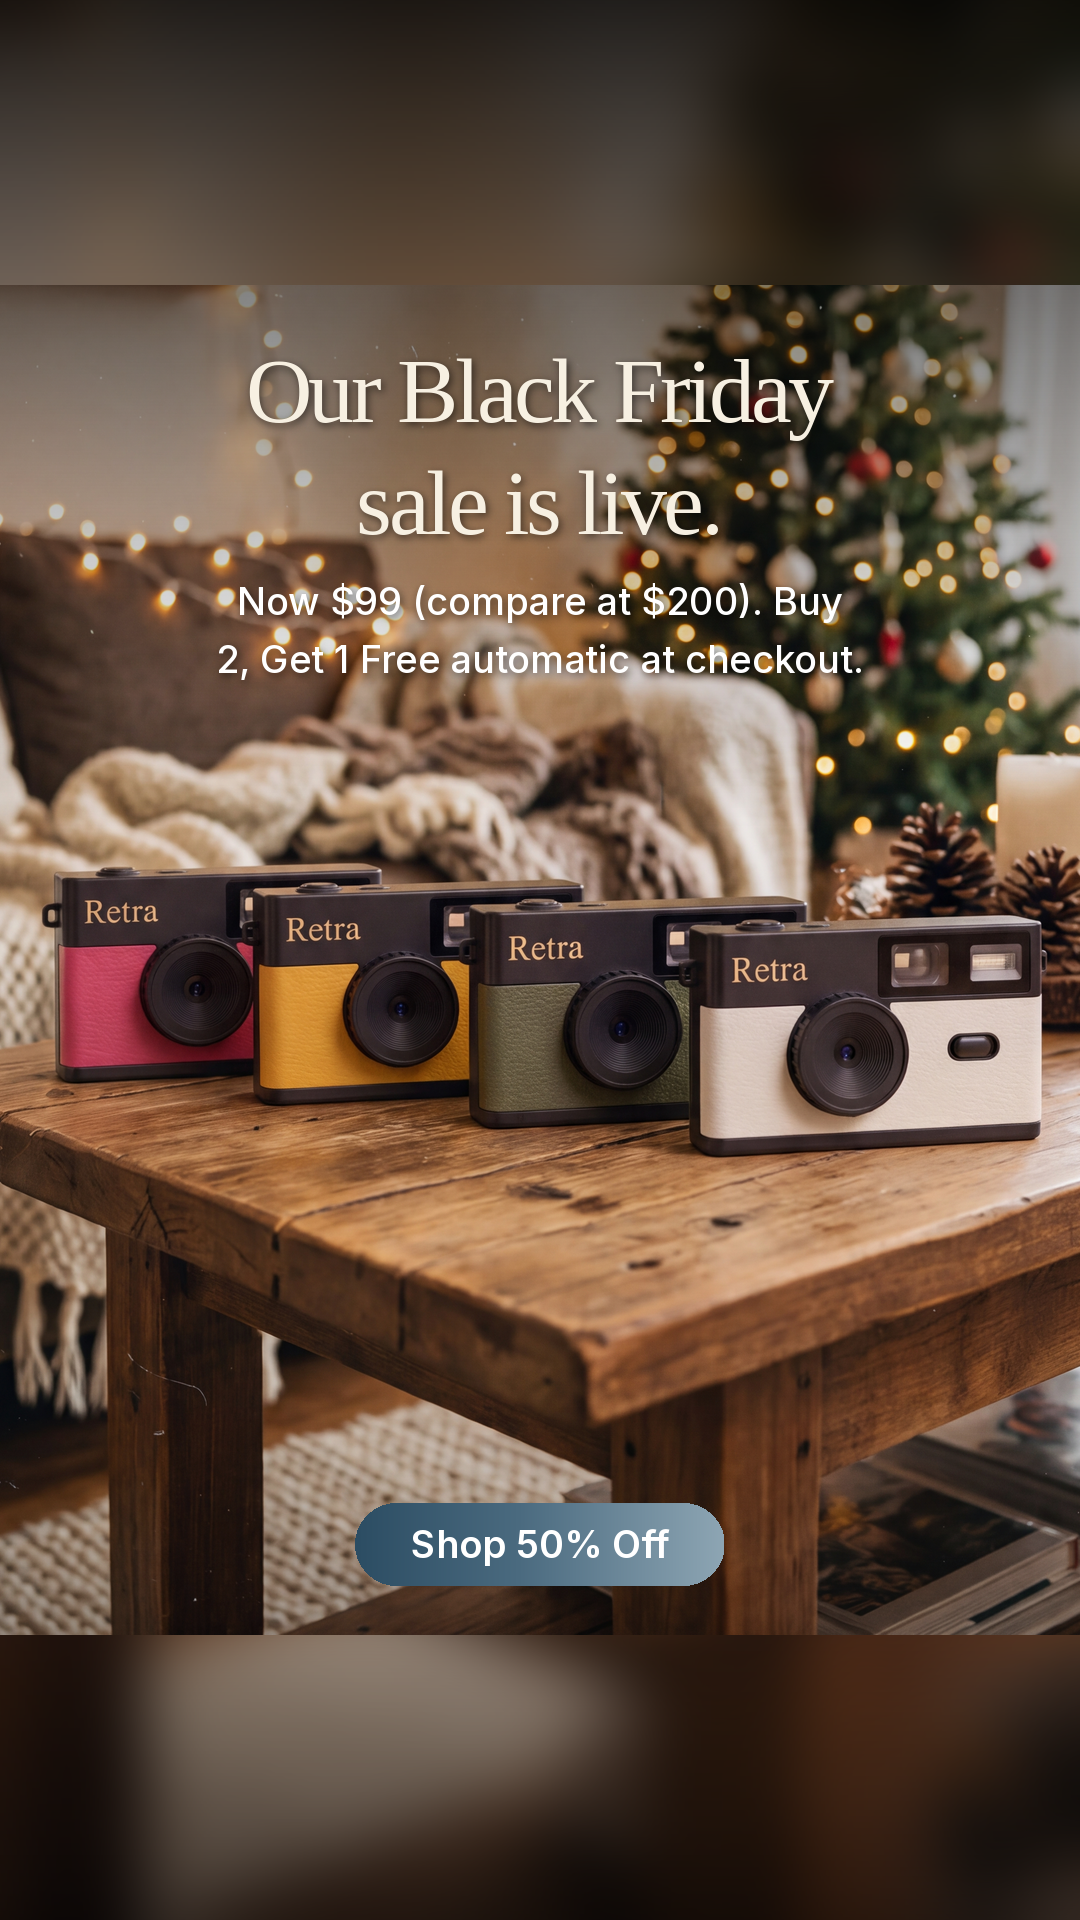 Our Black Friday
sale is live.
Now $99 (compare at $200). Buy
2, Get 1 Free automatic at checkout.
Retra
Retra
Retra
Retra
Shop 50% Off